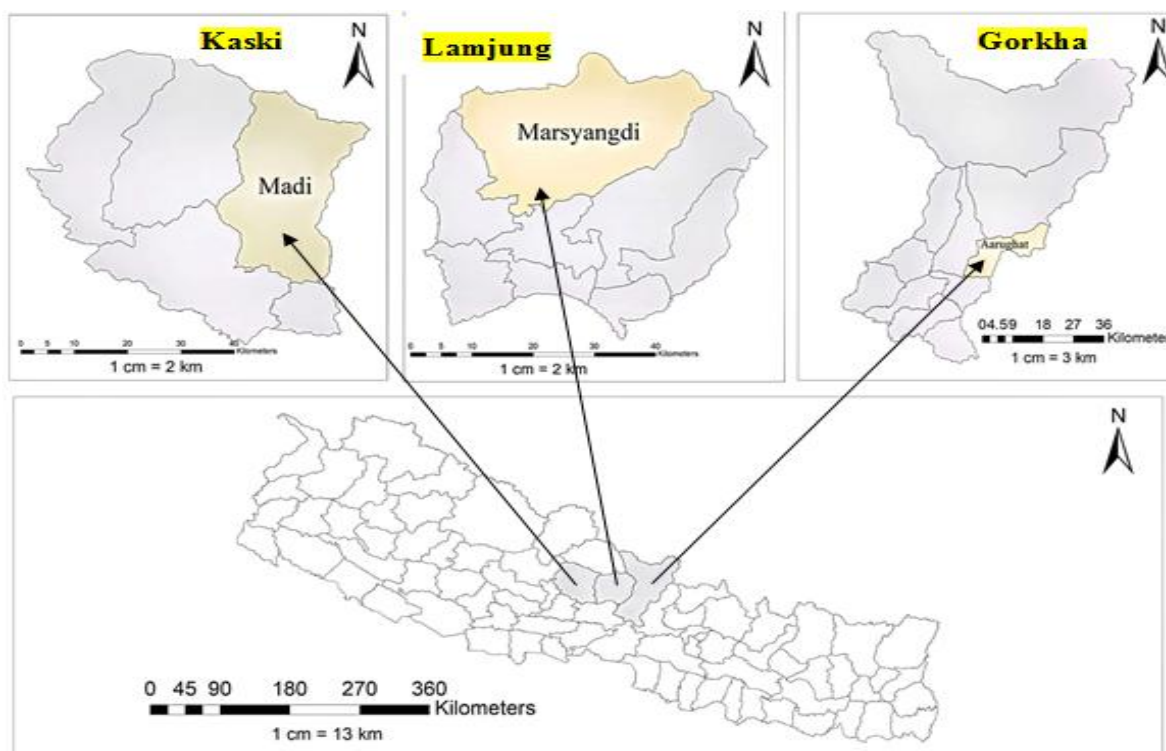 Kaski
N
Madi
0 5 10 20 30 40
Kilometers
1 cm = 2 km
Lamjung
N
Marsyangdi
0 5 10 20 30 40
Kilometers
1 cm = 2 km
Gorkha
N
Aarughat
04.59 18 27 36
Kilometers
1 cm = 3 km
N
0 45 90 180 270 360
Kilometers
1 cm = 13 km